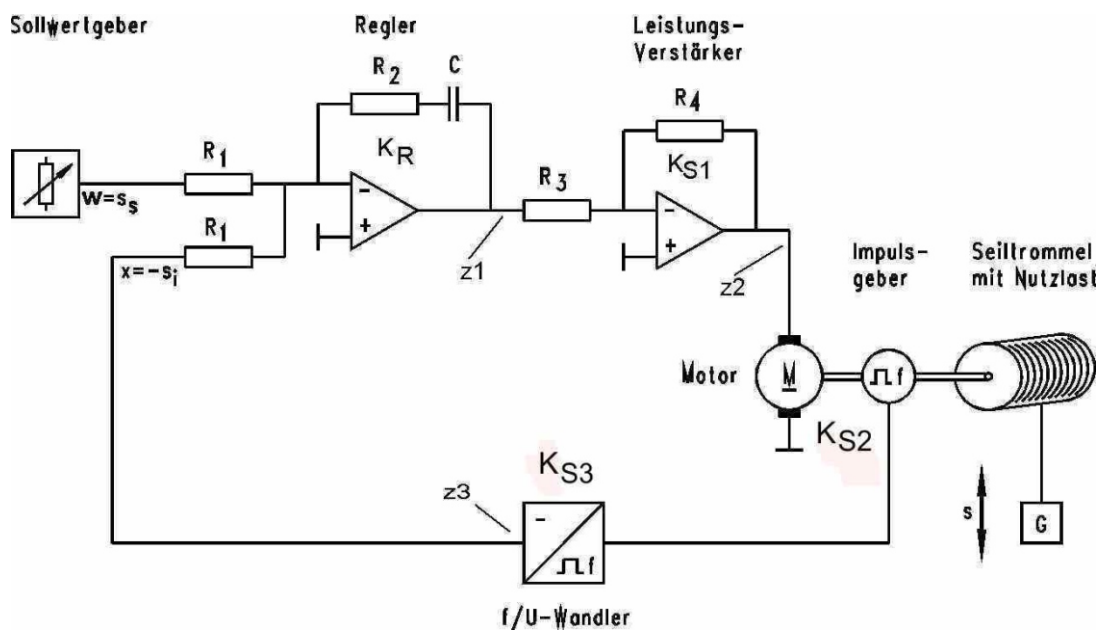 Sollwertgeber
Regler
Leistungs-
Verstärker
R2
C
R4
KR
KS1
R1
R3
w=ss
-
+
-
+
R1
x=-si
z1
z2
Impuls-
geber
Seiltrommel
mit Nutzlast
Motor
M
f
KS2
KS3
z3
-
f
s
G
f/U-Wandler